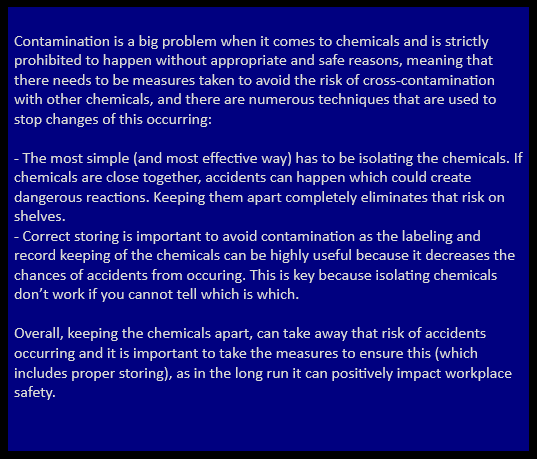 Contamination is a big problem when it comes to chemicals and is strictly
prohibited to happen without appropriate and safe reasons, meaning that
there needs to be measures taken to avoid the risk of cross-contamination
with other chemicals, and there are numerous techniques that are used to
stop changes of this occurring:
- The most simple (and most effective way) has to be isolating the chemicals. If
chemicals are close together, accidents can happen which could create
dangerous reactions. Keeping them apart completely eliminates that risk on
shelves.
- Correct storing is important to avoid contamination as the labeling and
record keeping of the chemicals can be highly useful because it decreases the
chances of accidents from occuring. This is key because isolating chemicals
don’t work if you cannot tell which is which.
Overall, keeping the chemicals apart, can take away that risk of accidents
occurring and it is important to take the measures to ensure this (which
includes proper storing), as in the long run it can positively impact workplace
safety.